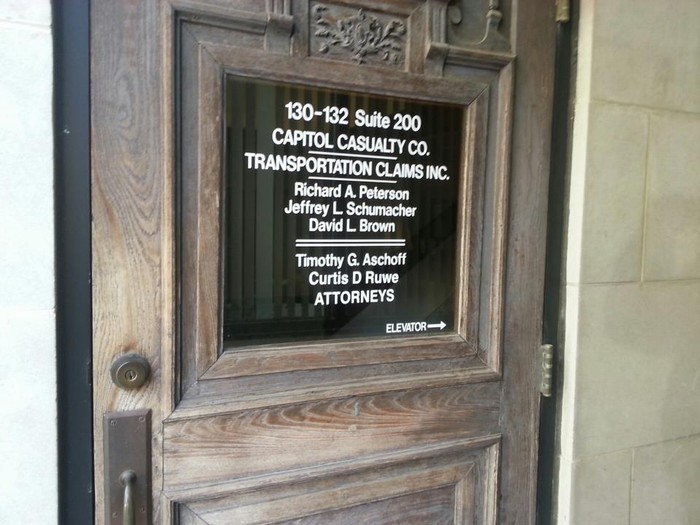 130-132 Suite 200
CAPITOL CASUALTY CO.
TRANSPORTATION CLAIMS INC.
Richard A. Peterson
Jeffrey L. Schumacher
David L. Brown
Timothy G. Aschoff
Curtis D Ruwe
ATTORNEYS
ELEVATOR→